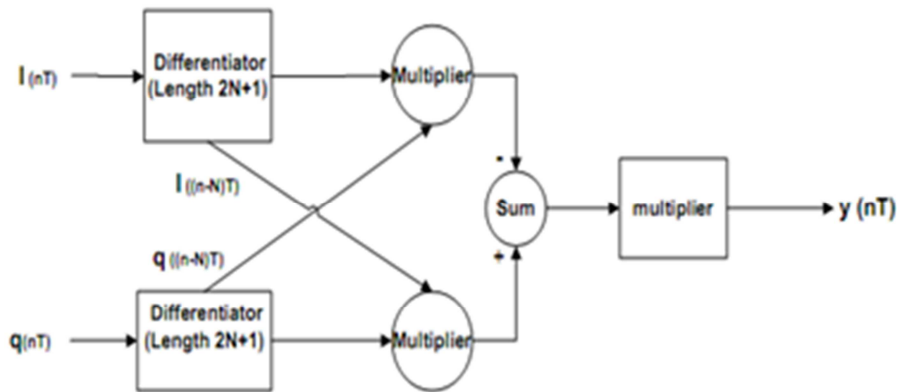 I (nT)
Differentiator
(Length 2N+1)
Multiplier
I ((n-N)T)
-
Sum
multiplier
y (nT)
q ((n-N)T)
+
q(nT)
Differentiator
(Length 2N+1)
Multiplier